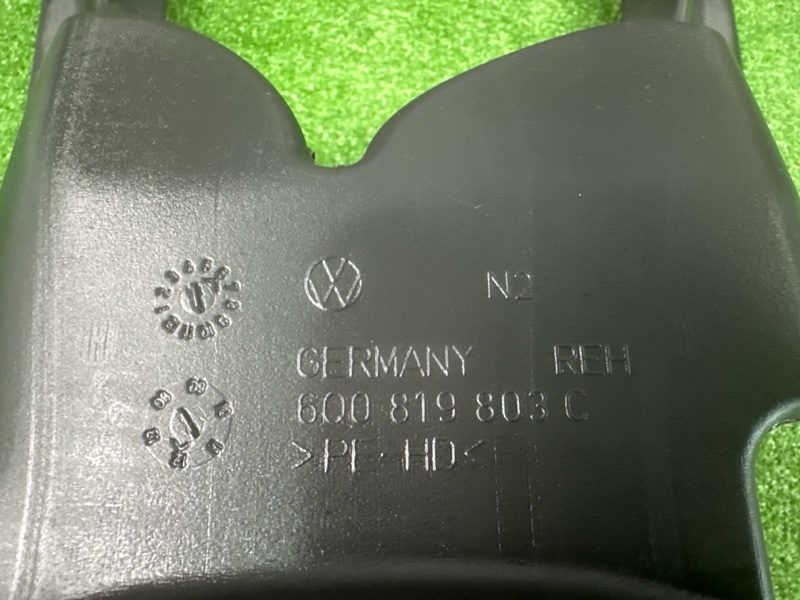 N2
GERMANY REH
6Q0 819 803 C
>PE-HD<